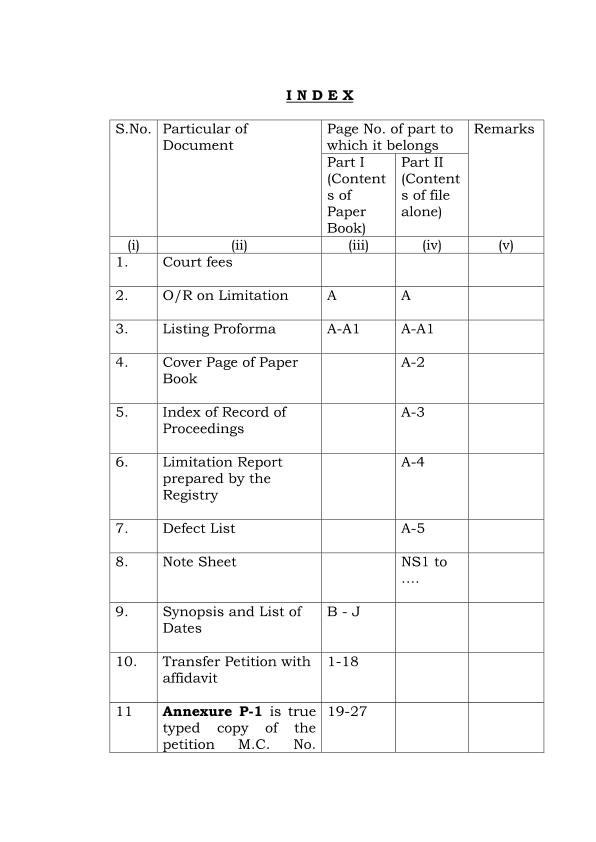 I N D E X
S.No. Particular of Document Page No. of part to which it belongs Remarks
Part I (Content s of Paper Book) Part II (Content s of file alone)
(i) (ii) (iii) (iv) (v)
1. Court fees
2. O/R on Limitation A A
3. Listing Proforma A-A1 A-A1
4. Cover Page of Paper A-2
Book
5. Index of Record of A-3
Proceedings
6. Limitation Report A-4
prepared by the
Registry
7. Defect List A-5
8. Note Sheet NS1 to
....
9. Synopsis and List of B - J
Dates
10. Transfer Petition with 1-18
affidavit
11 Annexure P-1 is true 19-27
typed copy of the
petition M.C. No.